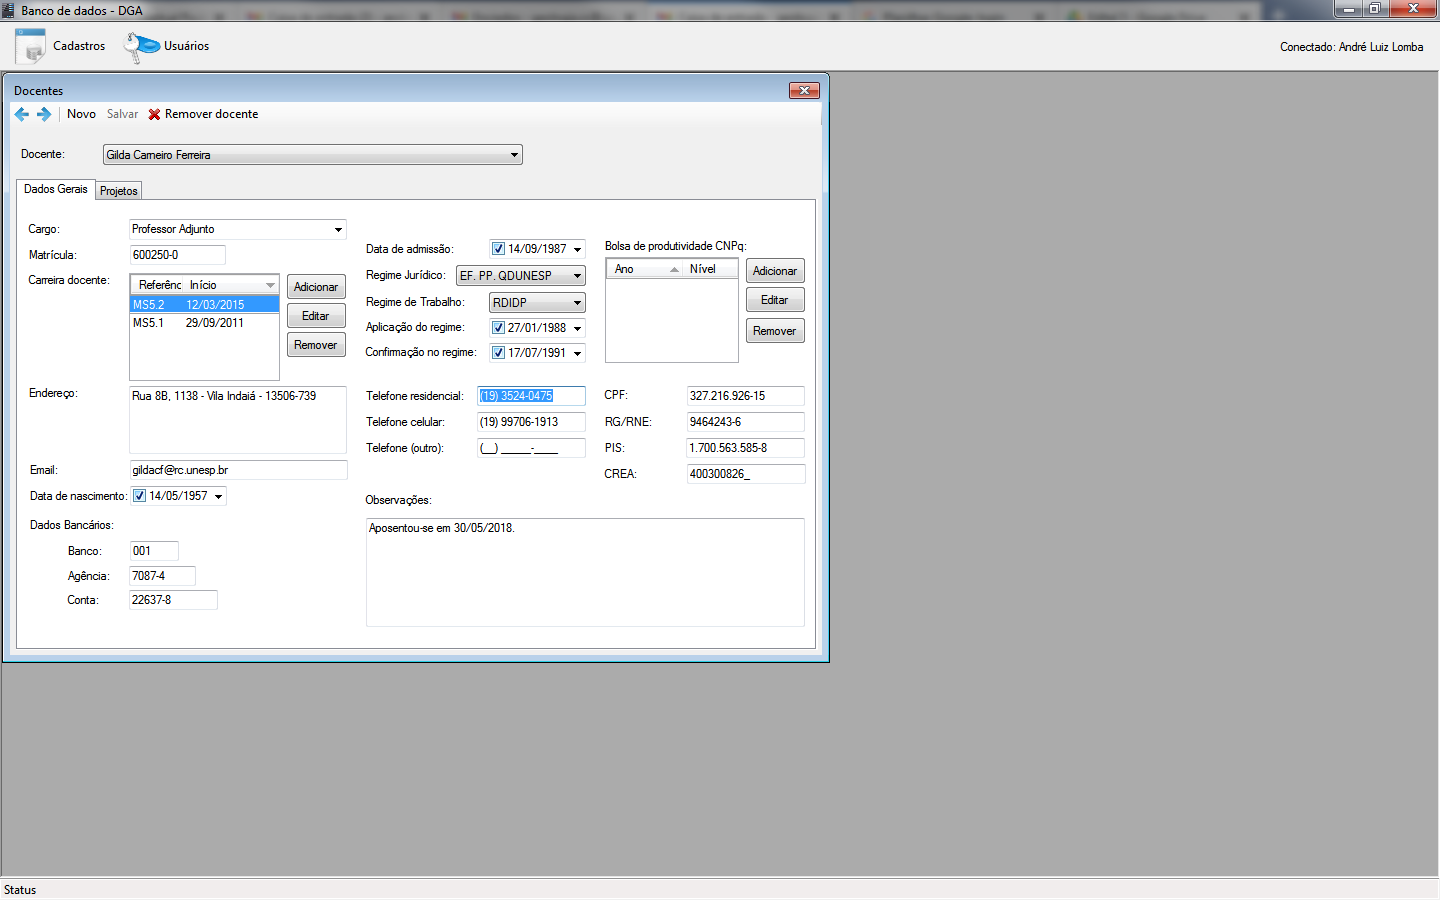 Banco de dados - DGA
Cadastros
Usuários
Conectado: André Luiz Lomba
Docentes
Novo Salvar Remover docente
Docente: Gilda Carneiro Ferreira
Dados Gerais Projetos
Cargo: Professor Adjunto
Matrícula: 600250-0
Carreira docente:
Referênc Início
MS5.2 12/03/2015
MS5.1 29/09/2011
Adicionar
Editar
Remover
Endereço: Rua 8B, 1138 - Vila Indaiá - 13506-739
Email: gildacf@rc.unesp.br
Data de nascimento: 14/05/1957
Dados Bancários:
Banco: 001
Agência: 7087-4
Conta: 22637-8
Data de admissão: 14/09/1987
Regime Jurídico: EF. PP. QDUNESP
Regime de Trabalho: RDIDP
Aplicação do regime: 27/01/1988
Confirmação no regime: 17/07/1991
Telefone residencial: (19) 3524-0475
Telefone celular: (19) 99706-1913
Telefone (outro): (__) _____-____
Observações:
Aposentou-se em 30/05/2018.
Bolsa de produtividade CNPq:
Ano Nível
Adicionar
Editar
Remover
CPF: 327.216.926-15
RG/RNE: 9464243-6
PIS: 1.700.563.585-8
CREA: 400300826_
Status